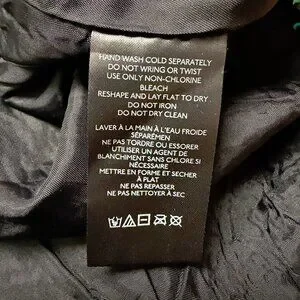 HAND WASH COLD SEPARATELY
DO NOT WRING OR TWIST
USE ONLY NON-CHLORINE
BLEACH
RESHAPE AND LAY FLAT TO DRY
DO NOT IRON
DO NOT DRY CLEAN
LAVER À LA MAIN À L'EAU FROIDE
SÉPARÉMEN
NE PAS TORDRE OU ESSORER
UTILISER UN AGENT DE
BLANCHIMENT SANS CHLORE SI
NÉCESSAIRE
METTRE EN FORME ET SECHER
À PLAT
NE PAS REPASSER
NE PAS NETTOYER À SEC